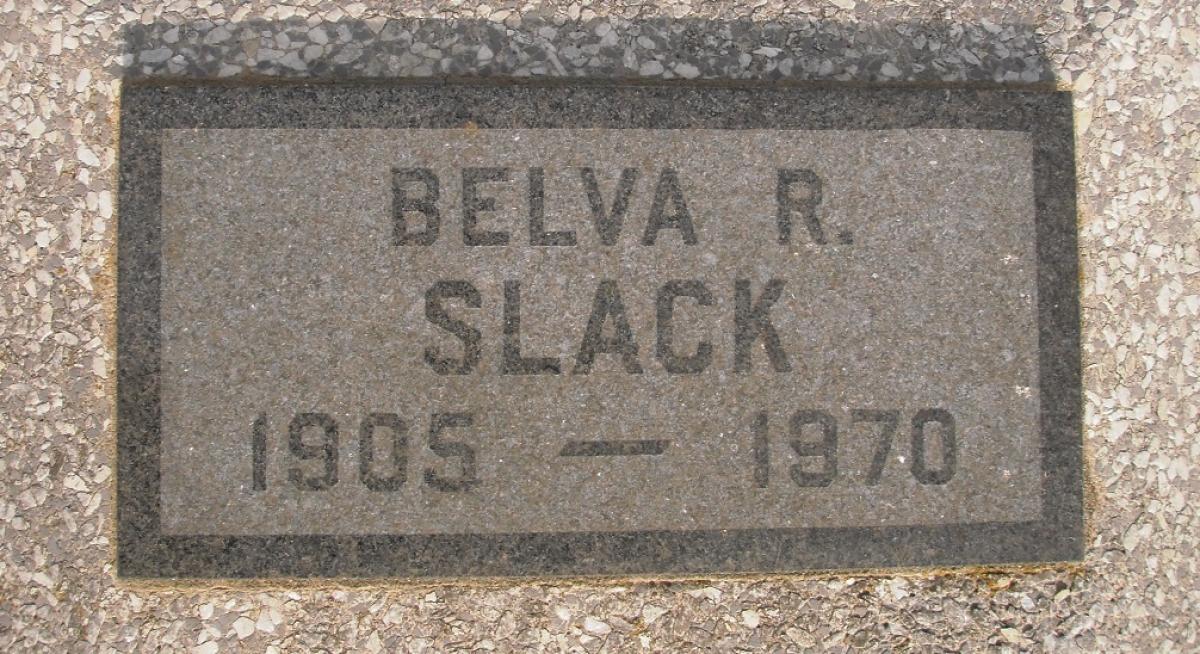 BELVA R.
SLACK
1905 — 1970